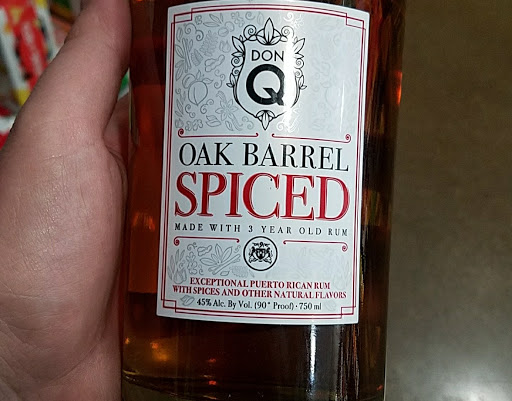 DON
Q
OAK BARREL
SPICED
MADE WITH 3 YEAR OLD RUM
EXCEPTIONAL PUERTO RICAN RUM
WITH SPICES AND OTHER NATURAL FLAVORS
45% Alc. By Vol. (90° Proof) · 750 ml